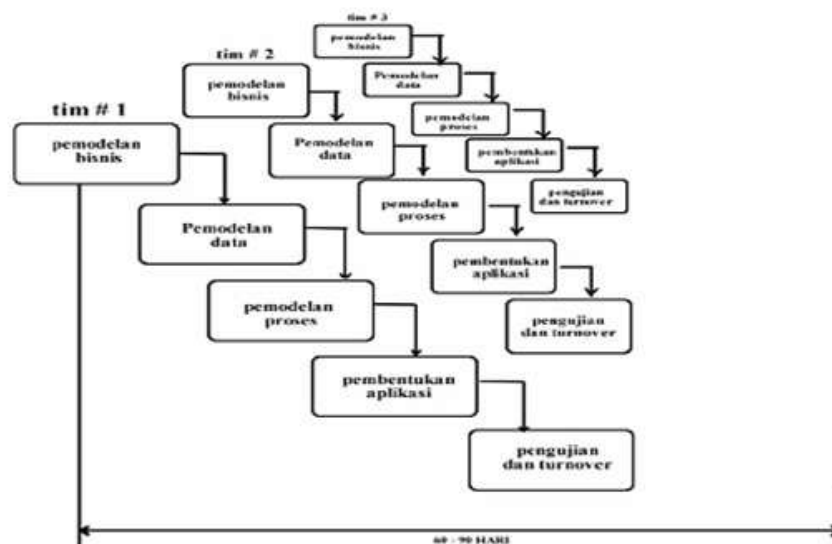 tim # 1
pemodelan
bisnis
Pemodelan
data
pemodelan
proses
pembentukan
aplikasi
pengujian
dan turnover
tim # 2
pemodelan
bisnis
Pemodelan
data
pemodelan
proses
pembentukan
aplikasi
pengujian
dan turnover
tim # 3
pemodelan
bisnis
Pemodelan
data
pemodelan
proses
pembentukan
aplikasi
pengujian
dan turnover
60 - 90 HARI